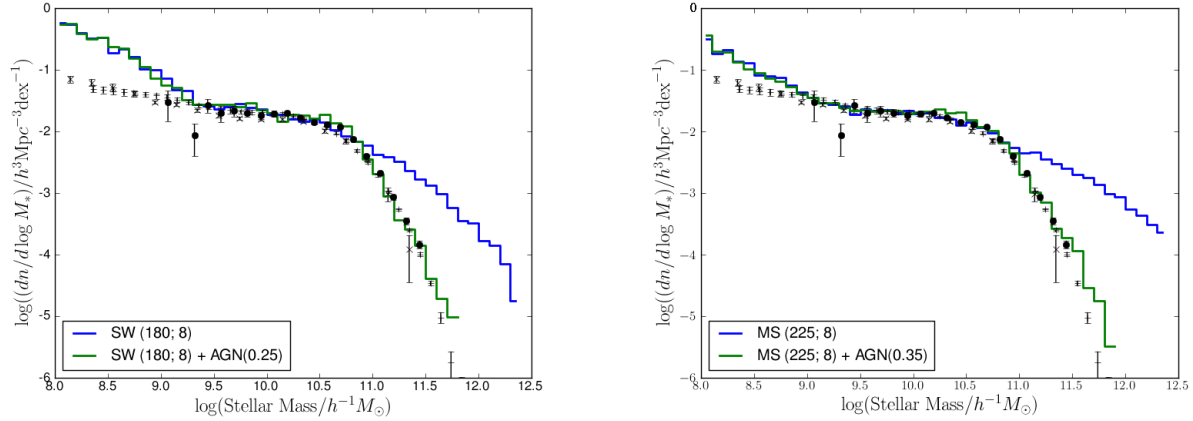 0
-1
-2
-3
-4
-5
-6
log((dn/d log M*)/h³Mpc⁻³dex⁻¹)
SW (180; 8)
SW (180; 8) + AGN(0.25)
8.0 8.5 9.0 9.5 10.0 10.5 11.0 11.5 12.0 12.5
log(Stellar Mass/h⁻¹M☉)
0
-1
-2
-3
-4
-5
-6
log((dn/d log M*)/h³Mpc⁻³dex⁻¹)
MS (225; 8)
MS (225; 8) + AGN(0.35)
8.0 8.5 9.0 9.5 10.0 10.5 11.0 11.5 12.0 12.5
log(Stellar Mass/h⁻¹M☉)